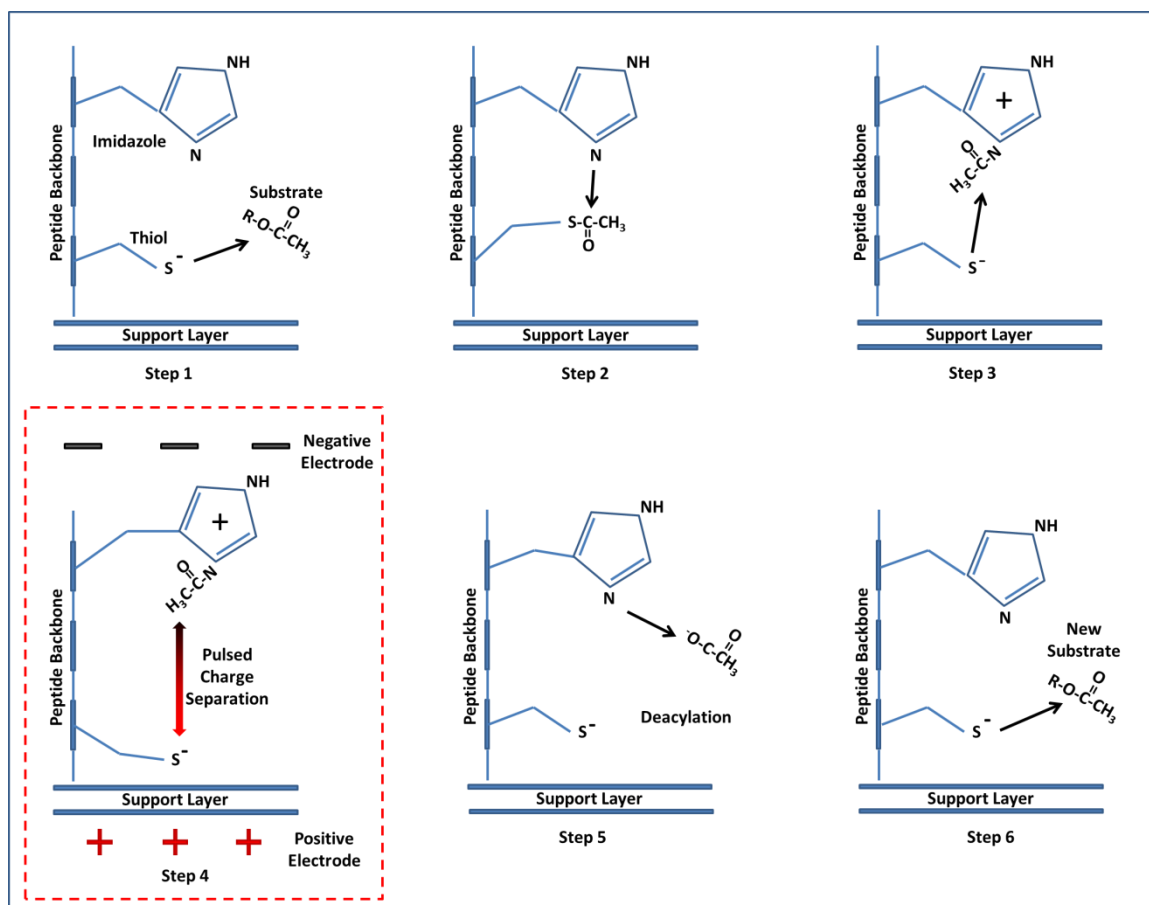 Peptide Backbone
NH
Imidazole
N
Substrate
R-O-C-CH₃
O
Thiol
S⁻
Support Layer
Step 1
Peptide Backbone
NH
N
S-C-CH₃
O
Support Layer
Step 2
Peptide Backbone
NH
+
O
H₃C-C-N
S⁻
Support Layer
Step 3
Negative
Electrode
Peptide Backbone
NH
+
O
H₃C-C-N
Pulsed
Charge
Separation
S⁻
Support Layer
+ + +
Positive
Electrode
Step 4
Peptide Backbone
NH
N
⁻O-C-CH₃
O
S⁻
Deacylation
Support Layer
Step 5
Peptide Backbone
NH
N
New
Substrate
R-O-C-CH₃
O
S⁻
Support Layer
Step 6